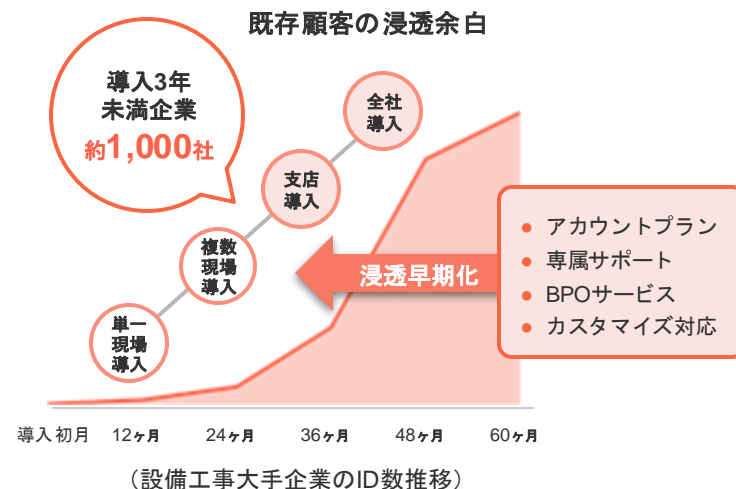 既存顧客の浸透余白
導入3年
未満企業
約1,000社
全社
導入
支店
導入
複数
現場
導入
単一
現場
導入
浸透早期化
アカウントプラン
専属サポート
BPOサービス
カスタマイズ対応
導入初月 12ヶ月 24ヶ月 36ヶ月 48ヶ月 60ヶ月
（設備工事大手企業のID数推移）